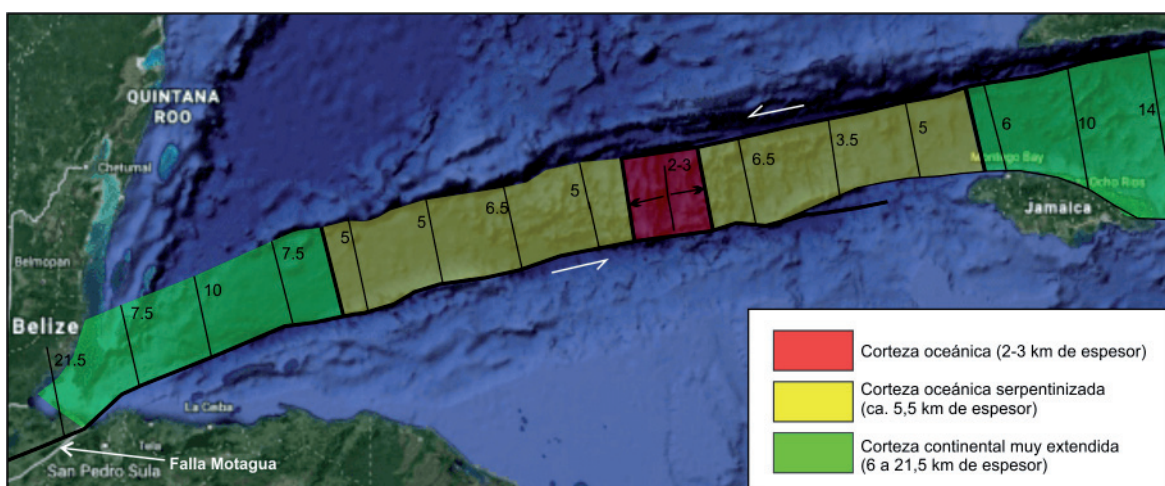 QUINTANA
ROO
Chetumal
Belmopan
Belize
21.5
7.5
10
7.5
5
5
6.5
5
2-3
6.5
3.5
5
6
10
14
Montego Bay
Ocho Rios
Jamaica
La Ceiba
Tela
San Pedro Sula
Falla Motagua
Corteza oceánica (2-3 km de espesor)
Corteza oceánica serpentinizada
(ca. 5,5 km de espesor)
Corteza continental muy extendida
(6 a 21,5 km de espesor)